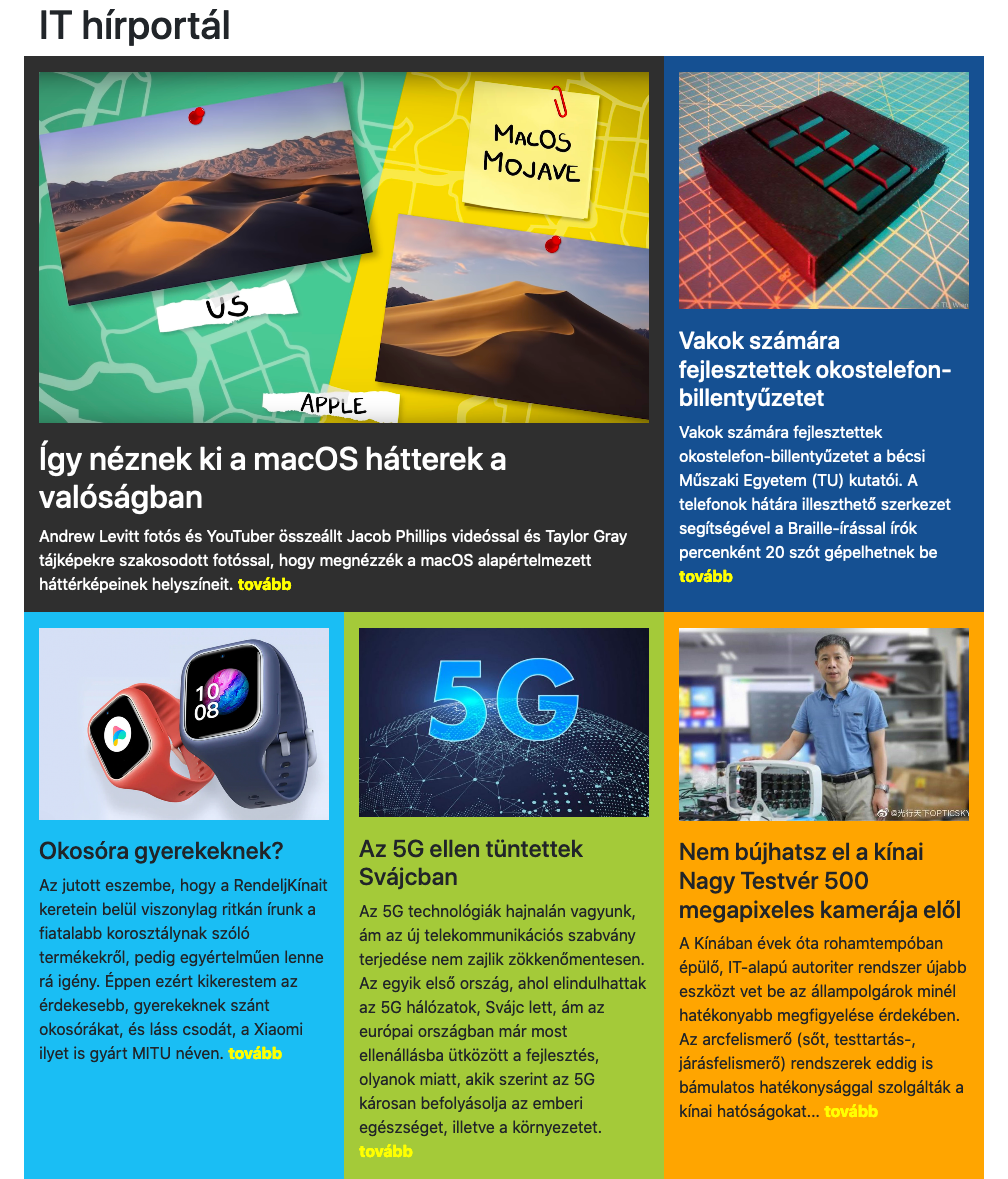 IT hírportál
MacOS
Mojave
US
APPLE
Így néznek ki a macOS hátterek a
valóságban
Andrew Levitt fotós és YouTuber összeállt Jacob Phillips videóssal és Taylor Gray
tájképekre szakosodott fotóssal, hogy megnézzék a macOS alapértelmezett
háttérképeinek helyszíneit. tovább
TU Wien
Vakok számára
fejlesztettek okostelefon-
billentyűzetet
Vakok számára fejlesztettek
okostelefon-billentyűzetet a bécsi
Műszaki Egyetem (TU) kutatói. A
telefonok hátára illeszthető szerkezet
segítségével a Braille-írással írók
percenként 20 szót gépelhetnek be
tovább
10
08
Okosóra gyerekeknek?
Az jutott eszembe, hogy a RendeljKínait
keretein belül viszonylag ritkán írunk a
fiatalabb korosztálynak szóló
termékekről, pedig egyértelműen lenne
rá igény. Éppen ezért kikerestem az
érdekesebb, gyerekeknek szánt
okosórákat, és láss csodát, a Xiaomi
ilyet is gyárt MITU néven. tovább
5G
Az 5G ellen tüntettek
Svájcban
Az 5G technológiák hajnalán vagyunk,
ám az új telekommunikációs szabvány
terjedése nem zajlik zökkenőmentesen.
Az egyik első ország, ahol elindulhattak
az 5G hálózatok, Svájc lett, ám az
európai országban már most
ellenállásba ütközött a fejlesztés,
olyanok miatt, akik szerint az 5G
károsan befolyásolja az emberi
egészséget, illetve a környezetet.
tovább
@光行天下OPTICSKY
Nem bújhatsz el a kínai
Nagy Testvér 500
megapixeles kamerája elől
A Kínában évek óta rohamtempóban
épülő, IT-alapú autoriter rendszer újabb
eszközt vet be az állampolgárok minél
hatékonyabb megfigyelése érdekében.
Az arcfelismerő (sőt, testtartás-,
járásfelismerő) rendszerek eddig is
bámulatos hatékonysággal szolgálták a
kínai hatóságokat... tovább